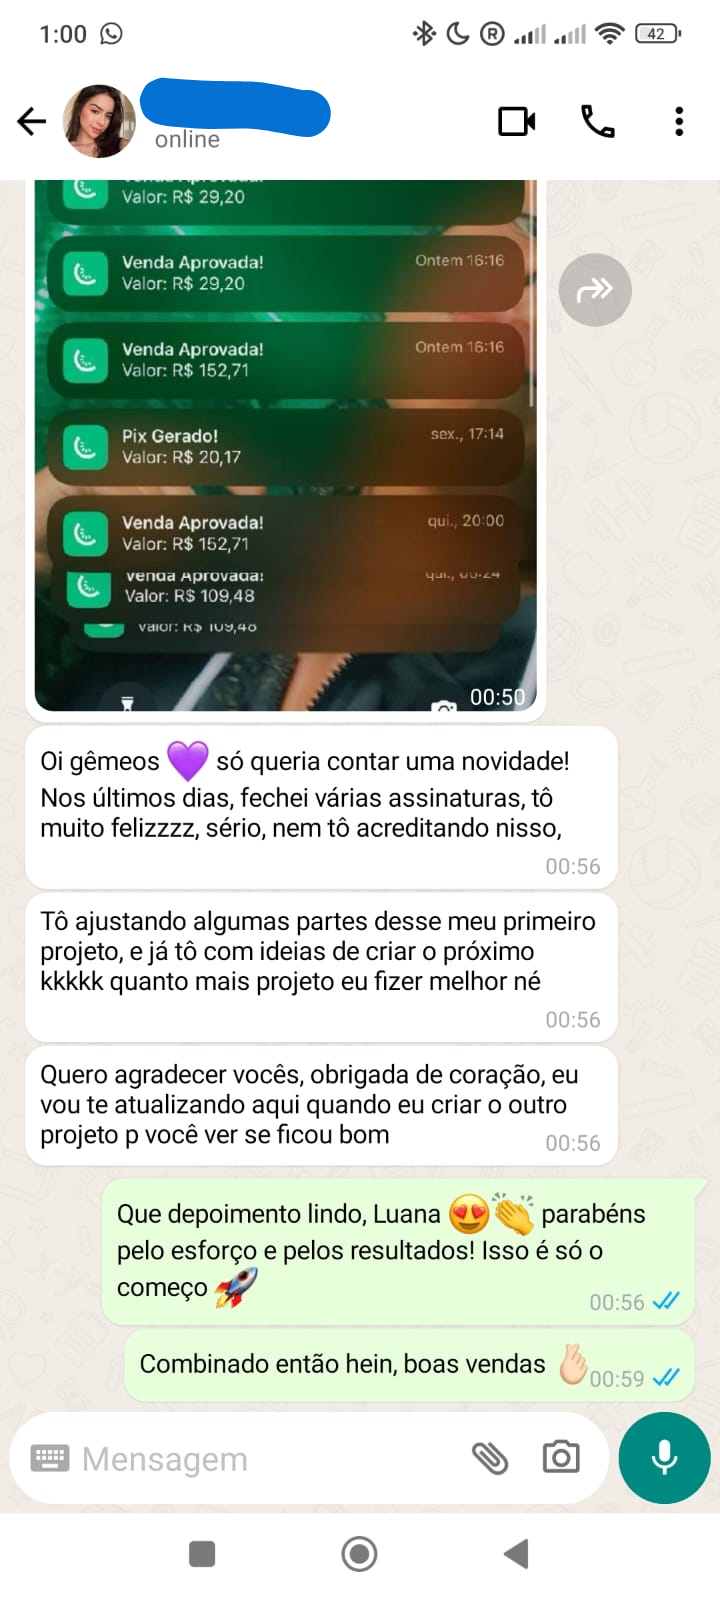 1:00
R
42
online
Valor: R$ 29,20
Venda Aprovada!
Ontem 16:16
Valor: R$ 29,20
Venda Aprovada!
Ontem 16:16
Valor: R$ 152,71
Pix Gerado!
sex., 17:14
Valor: R$ 20,17
Venda Aprovada!
qui., 20:00
Valor: R$ 152,71
Venda Aprovada!
Valor: R$ 109,48
Valor: R$ 109,48
00:50
Oi gêmeos 💜 só queria contar uma novidade!
Nos últimos dias, fechei várias assinaturas, tô
muito felizzzz, sério, nem tô acreditando nisso,
00:56
Tô ajustando algumas partes desse meu primeiro
projeto, e já tô com ideias de criar o próximo
kkkkk quanto mais projeto eu fizer melhor né
00:56
Quero agradecer vocês, obrigada de coração, eu
vou te atualizando aqui quando eu criar o outro
projeto p você ver se ficou bom
00:56
Que depoimento lindo, Luana 😍👏 parabéns
pelo esforço e pelos resultados! Isso é só o
começo 🚀
00:56
Combinado então hein, boas vendas 🤞🏻
00:59
Mensagem